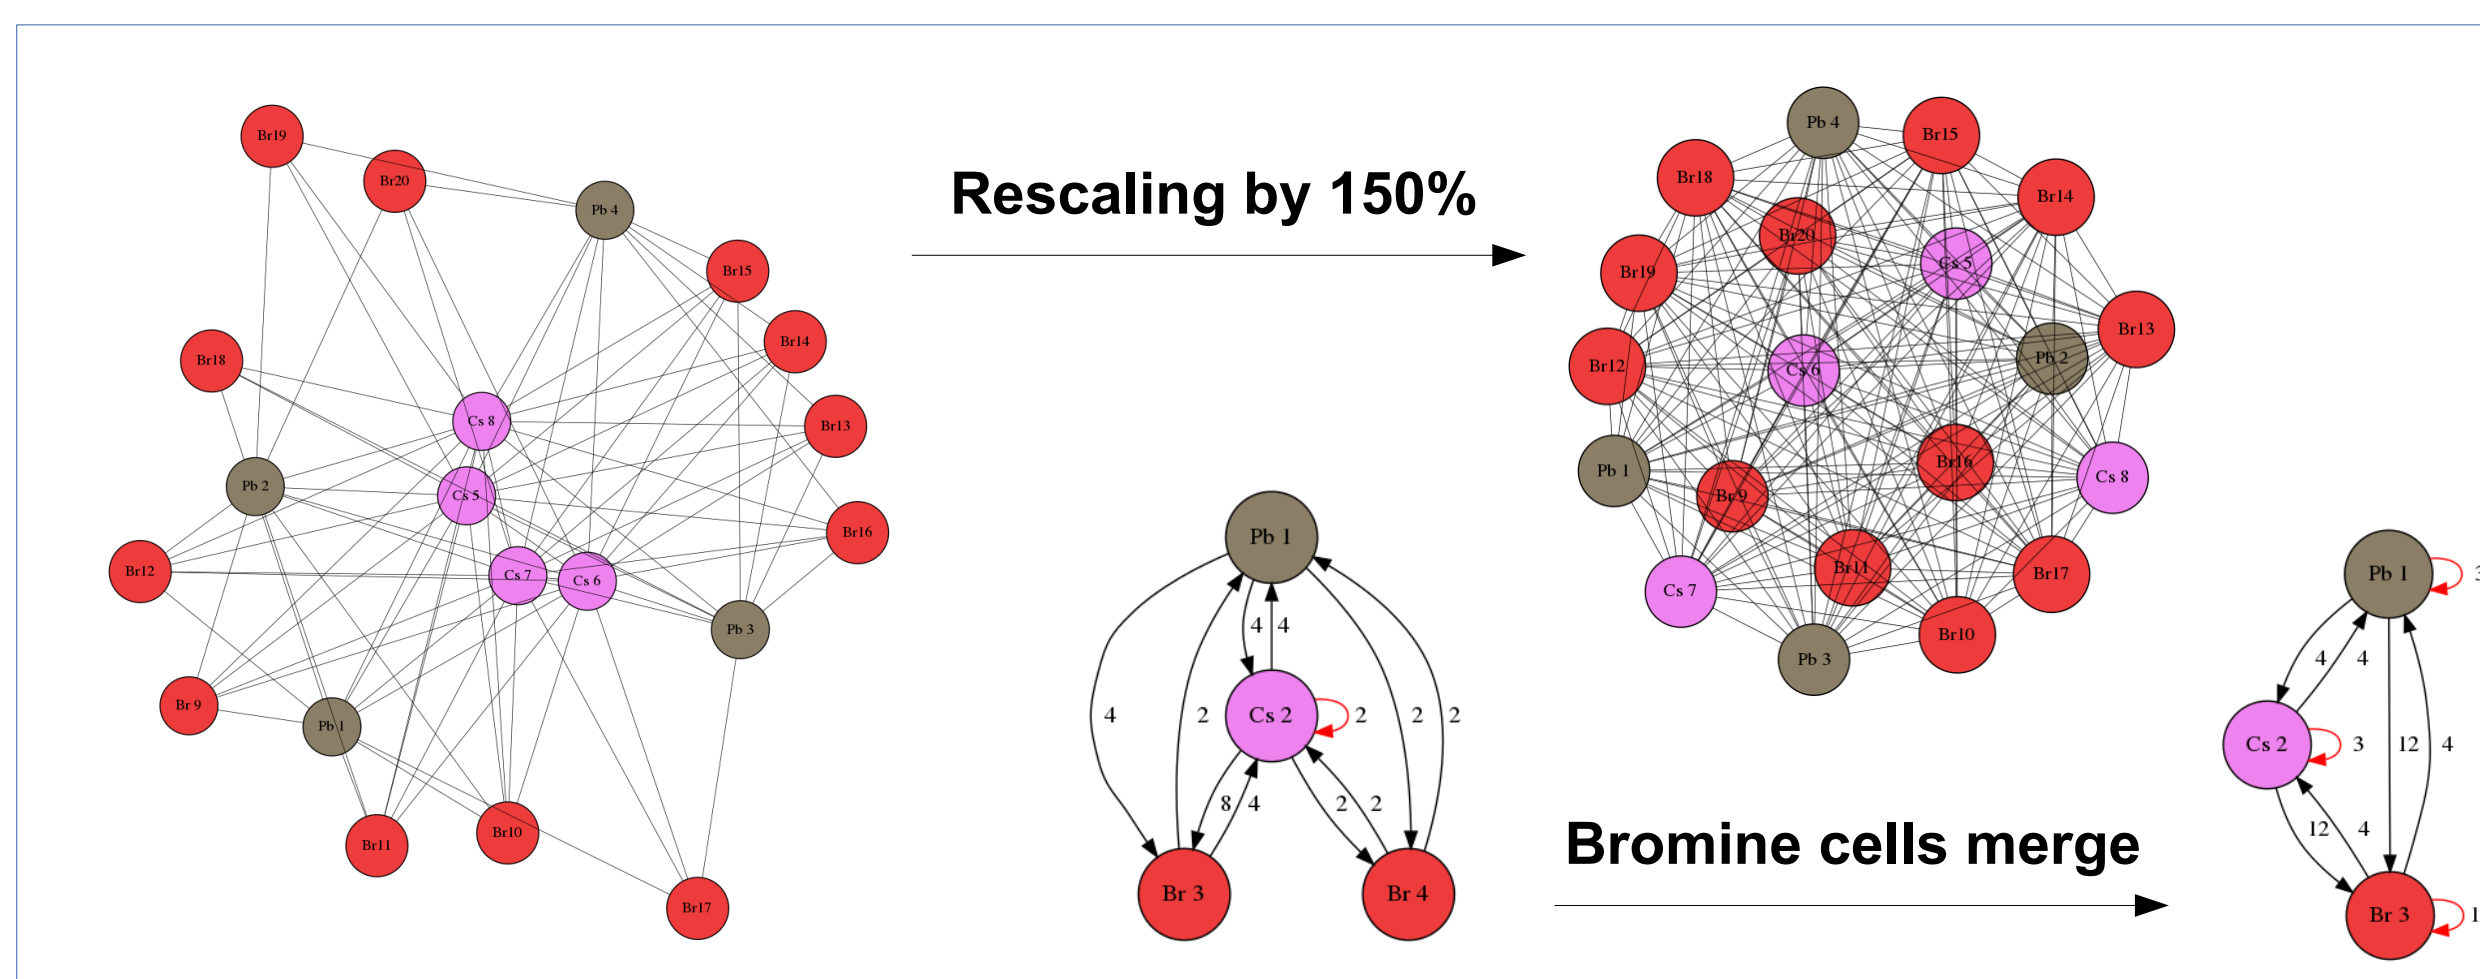 Br19
Br20
Pb 4
Br15
Br14
Br18
Cs 8
Br13
Pb 2
Cs 5
Br16
Br12
Cs 7
Cs 6
Pb 3
Br 9
Pb 1
Br11
Br10
Br17
Rescaling by 150%
Pb 4
Br15
Br18
Br14
Br20
Cs 5
Br19
Br13
Pb 2
Br12
Cs 6
Br16
Pb 1
Cs 8
Br 9
Br11
Br17
Cs 7
Br10
Pb 3
Pb 1
4 4
4 2 Cs 2 2 2 2
8 4 2 2
Br 3 Br 4
Bromine cells merge
Pb 1
4 4
Cs 2 3 12 4
12 4
Br 3